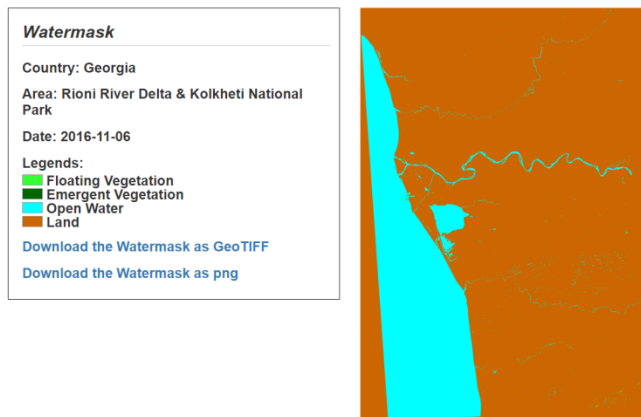 Watermask
Country: Georgia
Area: Rioni River Delta & Kolkheti National
Park
Date: 2016-11-06
Legends:
Floating Vegetation
Emergent Vegetation
Open Water
Land
Download the Watermask as GeoTIFF
Download the Watermask as png